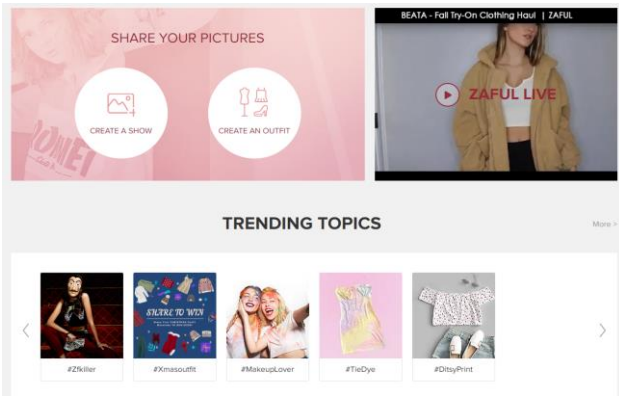 SHARE YOUR PICTURES
CREATE A SHOW
CREATE AN OUTFIT
BEATA - Fall Try-On Clothing Haul | ZAFUL
ZAFUL LIVE
TRENDING TOPICS
More >
SHARE TO WIN
#Zfkiller
#Xmasoutfit
#MakeupLover
#TieDye
#DitsyPrint